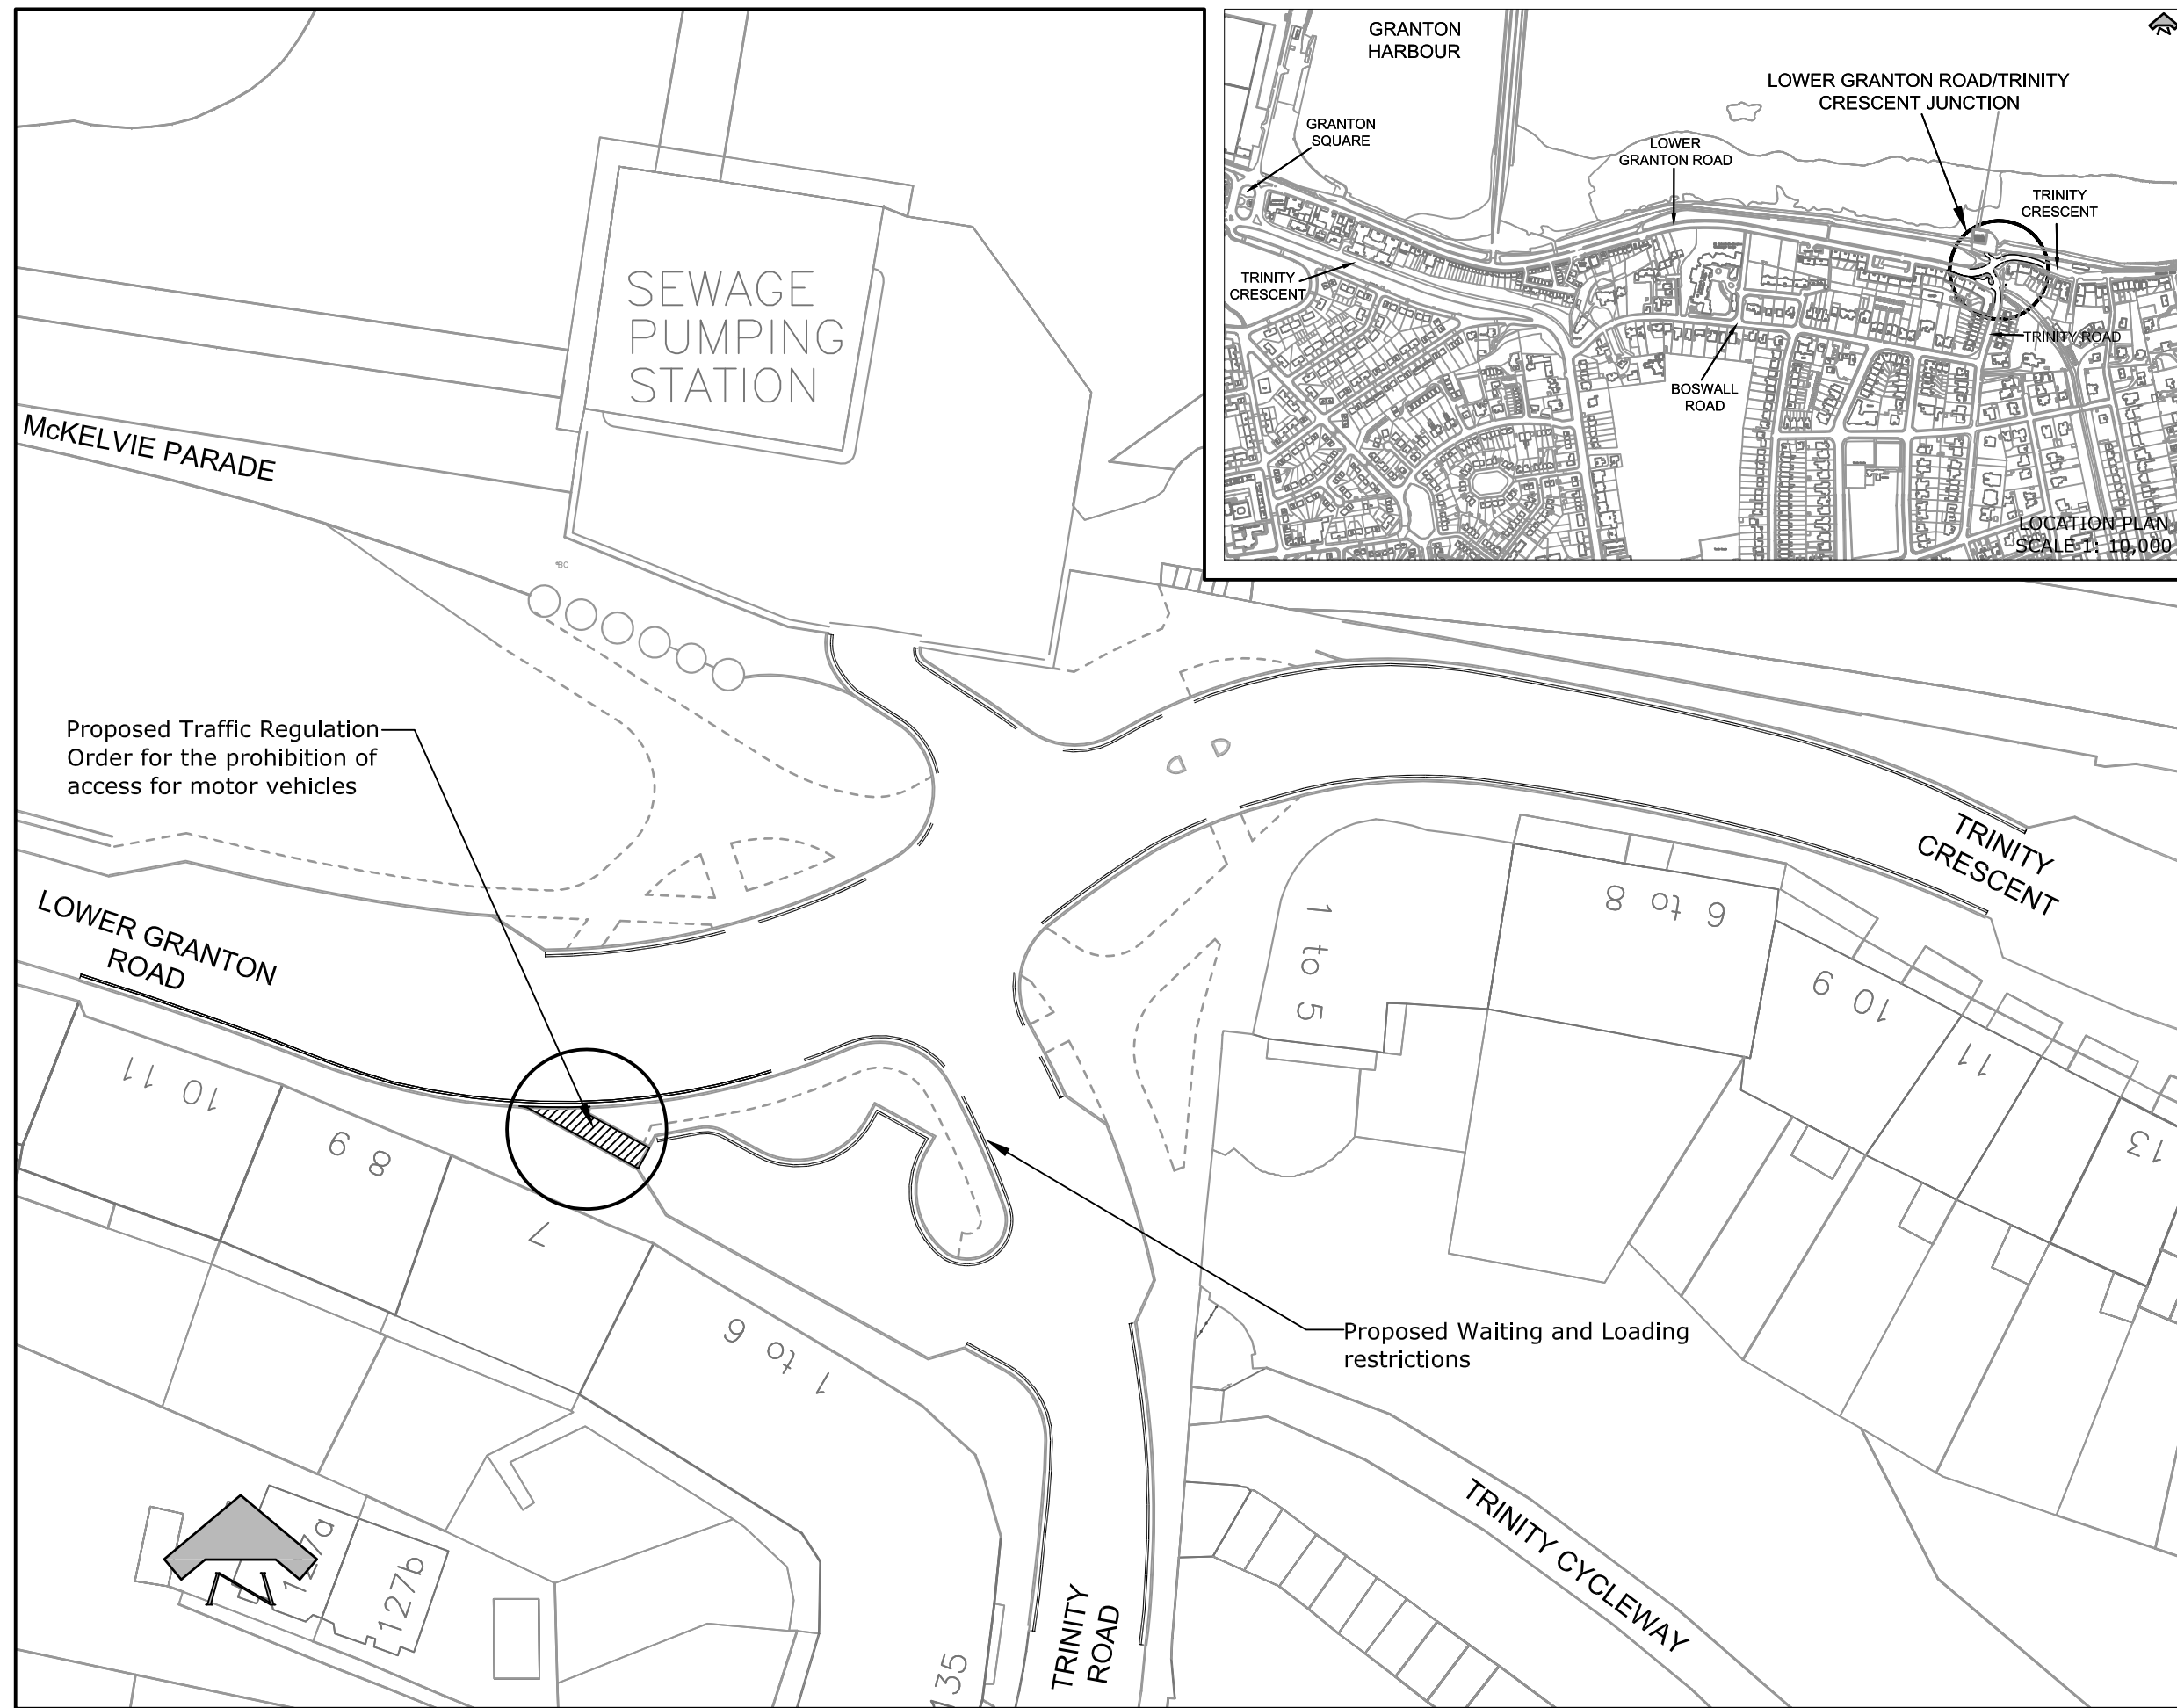 GRANTON
HARBOUR
LOWER GRANTON ROAD/TRINITY
CRESCENT JUNCTION
GRANTON
SQUARE
LOWER
GRANTON ROAD
TRINITY
CRESCENT
TRINITY
CRESCENT
TRINITY ROAD
BOSWALL
ROAD
LOCATION PLAN
SCALE 1: 10,000
SEWAGE
PUMPING
STATION
McKELVIE PARADE
Proposed Traffic Regulation
Order for the prohibition of
access for motor vehicles
TRINITY
CRESCENT
LOWER GRANTON
ROAD
1 to 5
6 to 8
10 9
11
13
10 11
8 9
7
1 to 6
Proposed Waiting and Loading
restrictions
127a
127b
135
TRINITY
ROAD
TRINITY CYCLEWAY